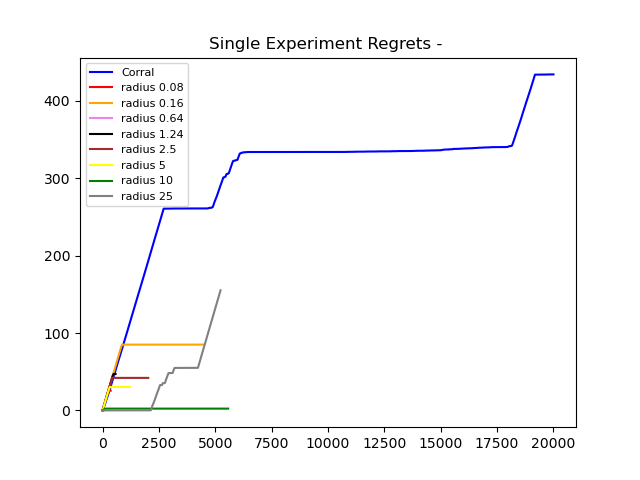 Single Experiment Regrets -
Corral
radius 0.08
radius 0.16
radius 0.64
radius 1.24
radius 2.5
radius 5
radius 10
radius 25
400
300
200
100
0
0 2500 5000 7500 10000 12500 15000 17500 20000